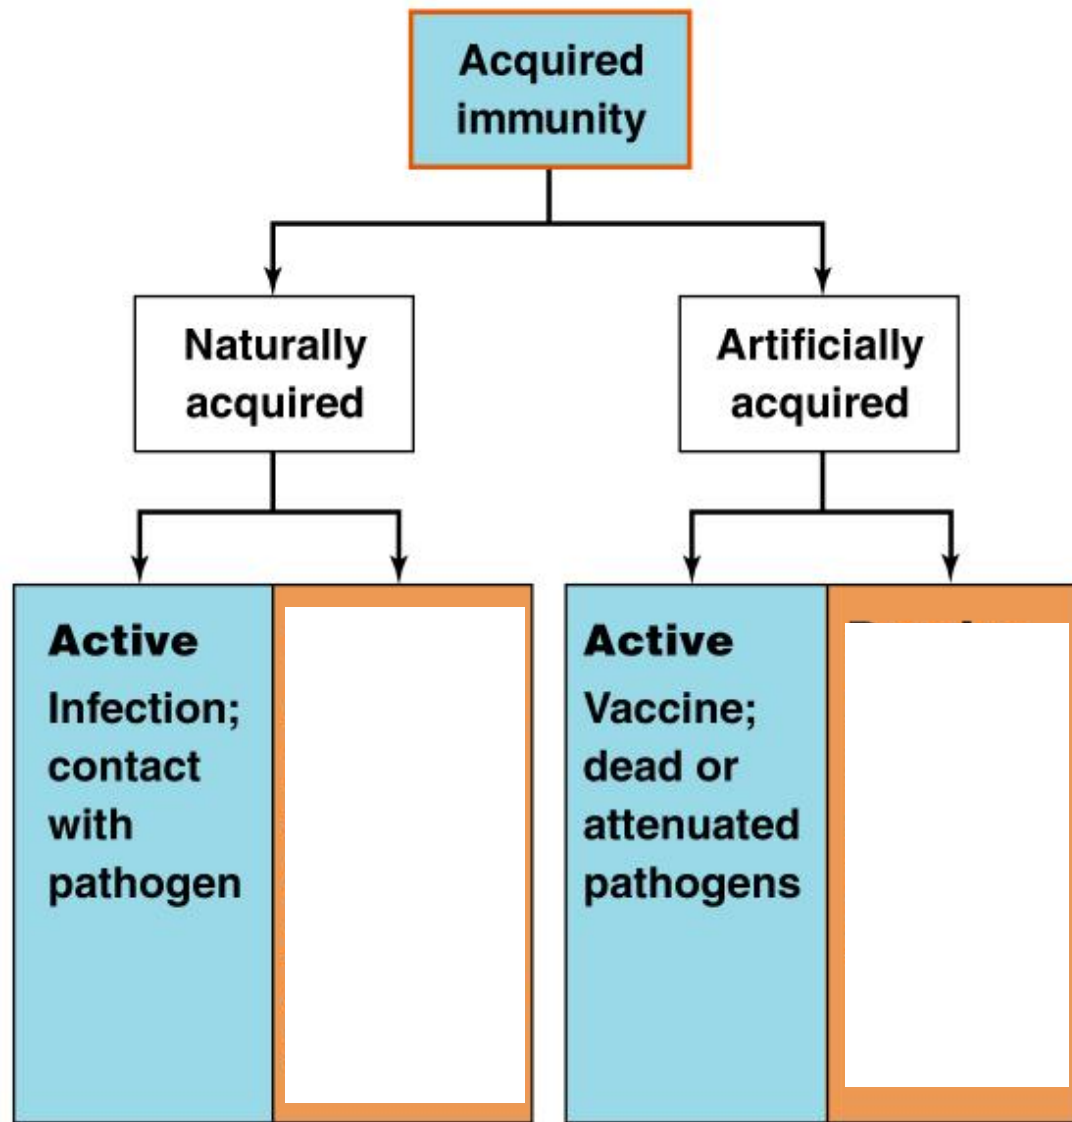 Acquired
immunity
Naturally
acquired
Artificially
acquired
Active
Infection;
contact
with
pathogen
Active
Vaccine;
dead or
attenuated
pathogens